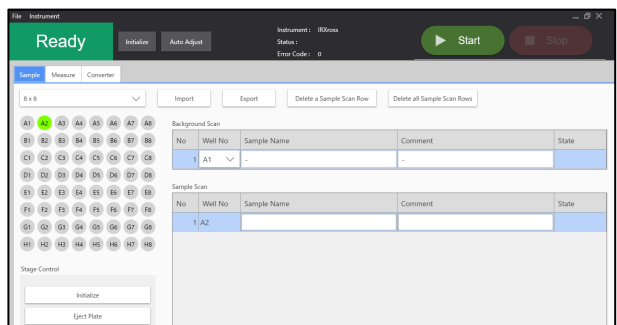 File Instrument
Ready
Initialize
Auto Adjust
Instrument : IRXross
Status :
Error Code : 0
Start
Stop
Sample Measure Converter
8 x 8
Import
Export
Delete a Sample Scan Row
Delete all Sample Scan Rows
A1 A2 A3 A4 A5 A6 A7 A8
B1 B2 B3 B4 B5 B6 B7 B8
C1 C2 C3 C4 C5 C6 C7 C8
D1 D2 D3 D4 D5 D6 D7 D8
E1 E2 E3 E4 E5 E6 E7 E8
F1 F2 F3 F4 F5 F6 F7 F8
G1 G2 G3 G4 G5 G6 G7 G8
H1 H2 H3 H4 H5 H6 H7 H8
Background Scan
No Well No Sample Name Comment State
1 A1 - -
Sample Scan
No Well No Sample Name Comment State
1 A2
Stage Control
Initialize
Eject Plate